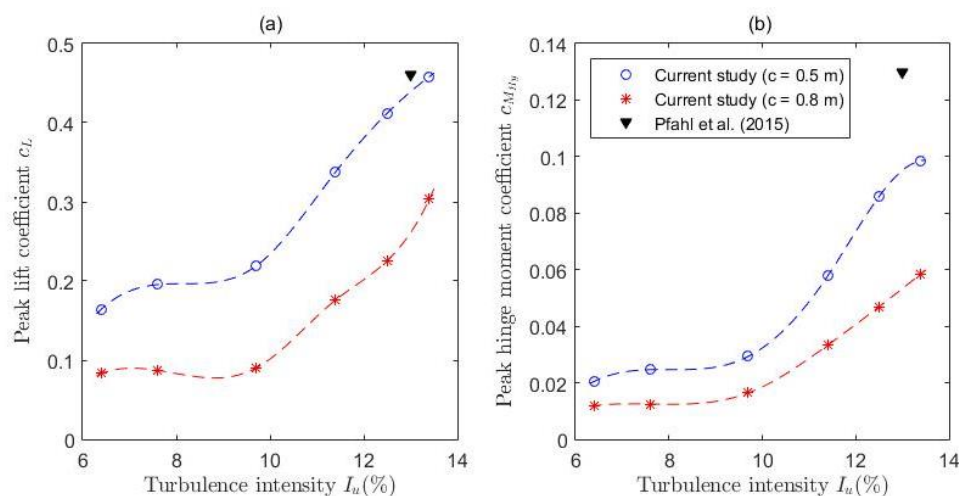 (a)
0.5
0.4
0.3
0.2
0.1
0
Peak lift coefficient c_L
6 8 10 12 14
Turbulence intensity I_u(%)
(b)
0.14
0.12
0.1
0.08
0.06
0.04
0.02
0
Peak hinge moment coefficient c_{M_{Hy}}
Current study (c = 0.5 m)
Current study (c = 0.8 m)
Pfahl et al. (2015)
6 8 10 12 14
Turbulence intensity I_u(%)